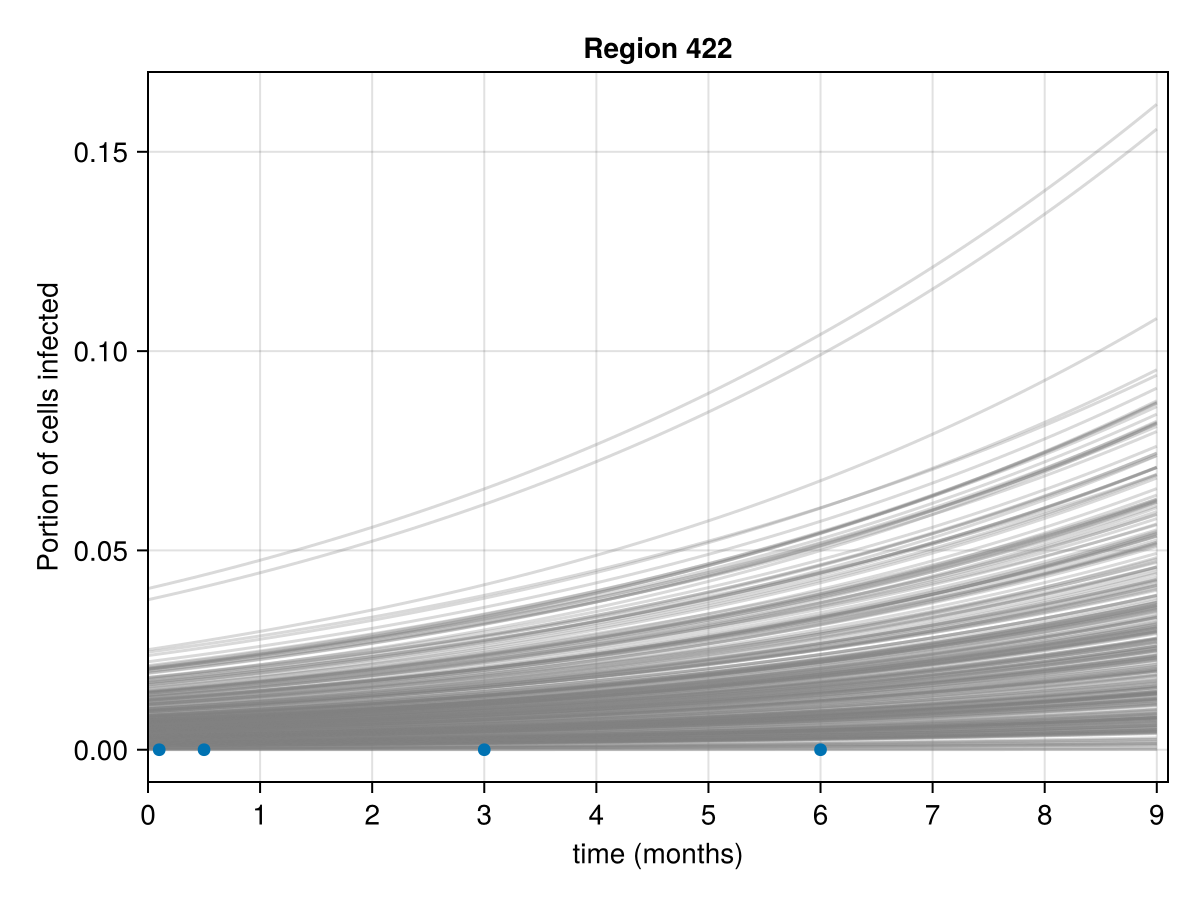 Region 422
Portion of cells infected
0.15
0.10
0.05
0.00
0 1 2 3 4 5 6 7 8 9
time (months)